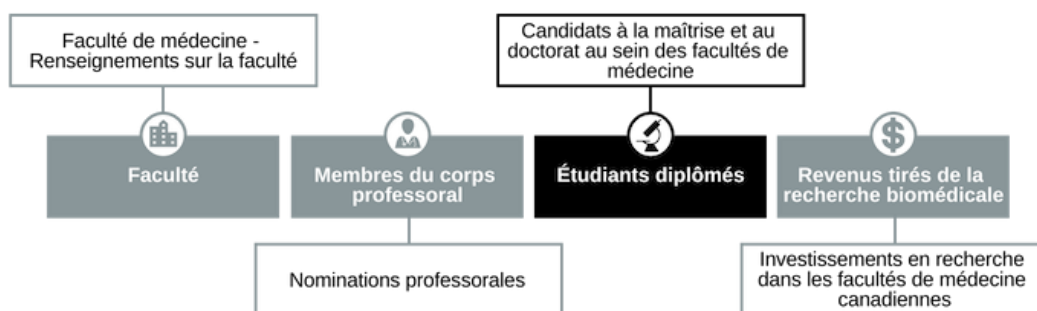 Faculté de médecine -
Renseignements sur la faculté
Candidats à la maîtrise et au
doctorat au sein des facultés de
médecine
Faculté
Membres du corps
professoral
Étudiants diplômés
Revenus tirés de la
recherche biomédicale
Nominations professorales
Investissements en recherche
dans les facultés de médecine
canadiennes